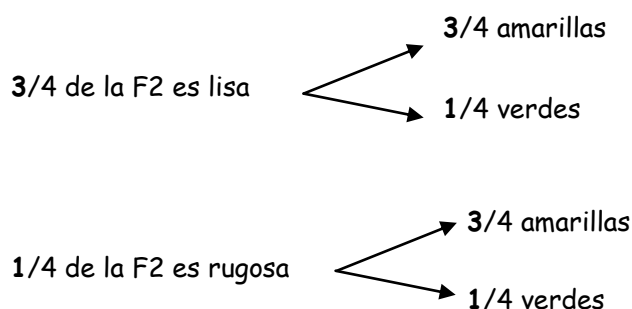 3/4 amarillas
3/4 de la F2 es lisa
1/4 verdes
3/4 amarillas
1/4 de la F2 es rugosa
1/4 verdes